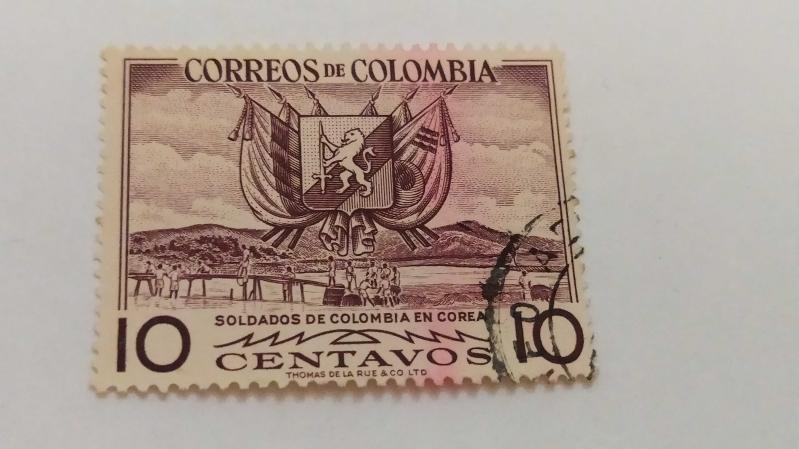 CORREOS DE COLOMBIA
SOLDADOS DE COLOMBIA EN COREA
10 CENTAVOS 10
THOMAS DE LA RUE & CO LTD